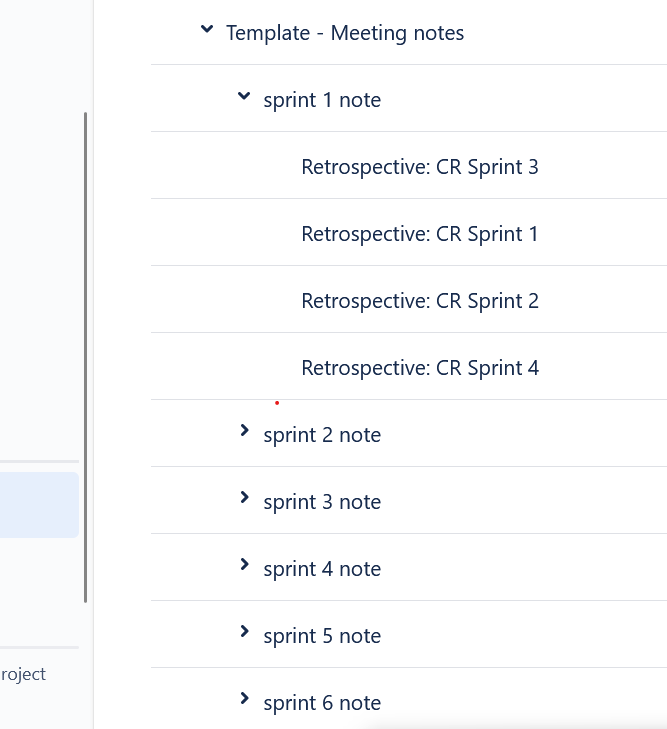 Template - Meeting notes
sprint 1 note
Retrospective: CR Sprint 3
Retrospective: CR Sprint 1
Retrospective: CR Sprint 2
Retrospective: CR Sprint 4
sprint 2 note
sprint 3 note
sprint 4 note
sprint 5 note
roject
sprint 6 note